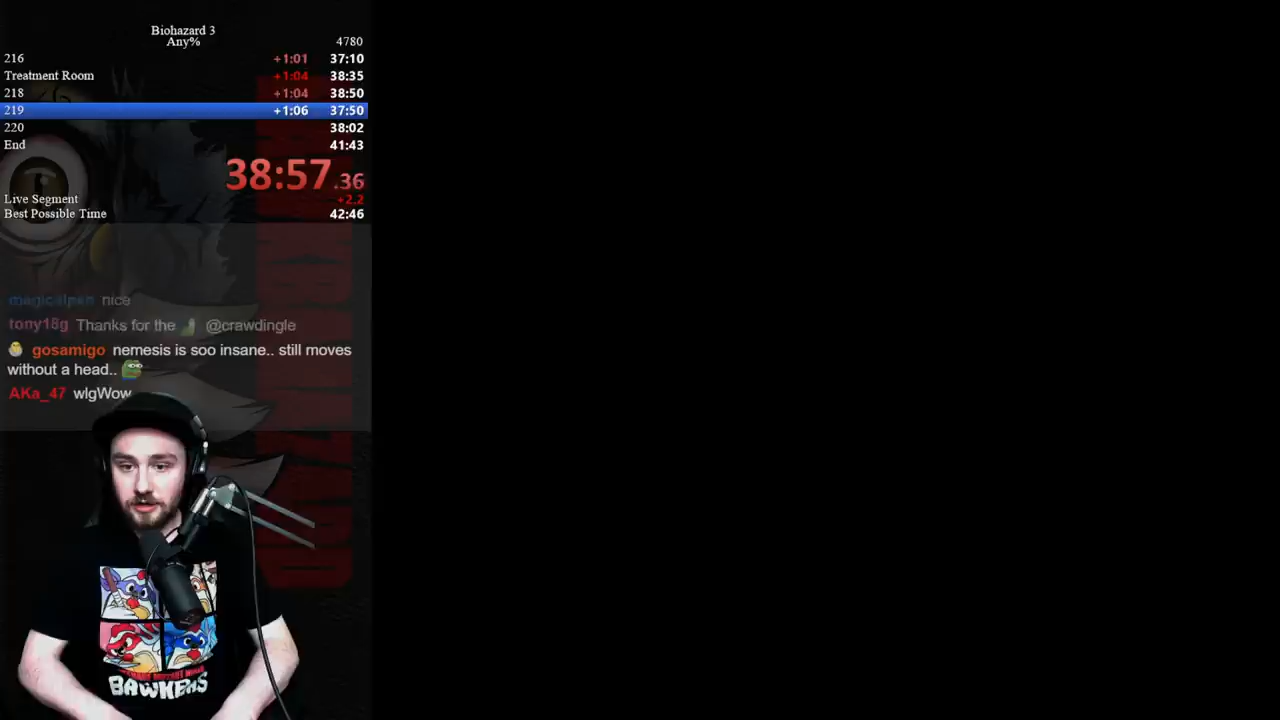 Biohazard 3
Any%
4780
216 +1:01 37:10
Treatment Room +1:04 38:35
218 +1:04 38:50
219 +1:06 37:50
220 38:02
End 41:43
38:57.36
Live Segment +2.2
Best Possible Time 42:46
magicalpen nice
tony18g Thanks for the @crawdingle
gosamigo nemesis is soo insane.. still moves
without a head..
AKa_47 wlgWow
BAWKERS